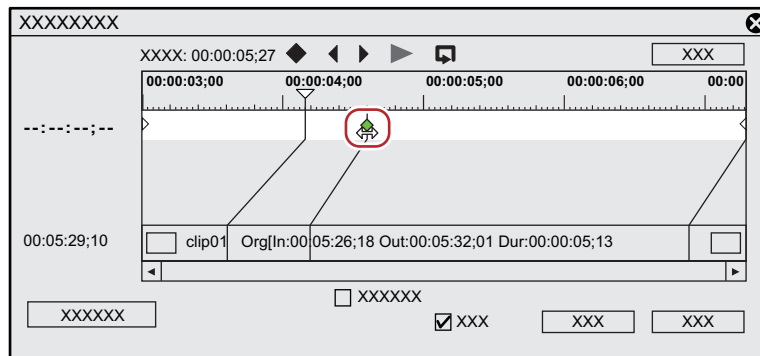 XXXXXXXX
XXXX: 00:00:05;27 XXX
00:00:03;00 00:00:04;00 00:00:05;00 00:00:06;00 00:00
--:--:--;--
00:05:29;10 clip01 Org[In:00:05:26;18 Out:00:05:32;01 Dur:00:00:05;13
XXXXXX
XXXXXX XXX XXX XXX